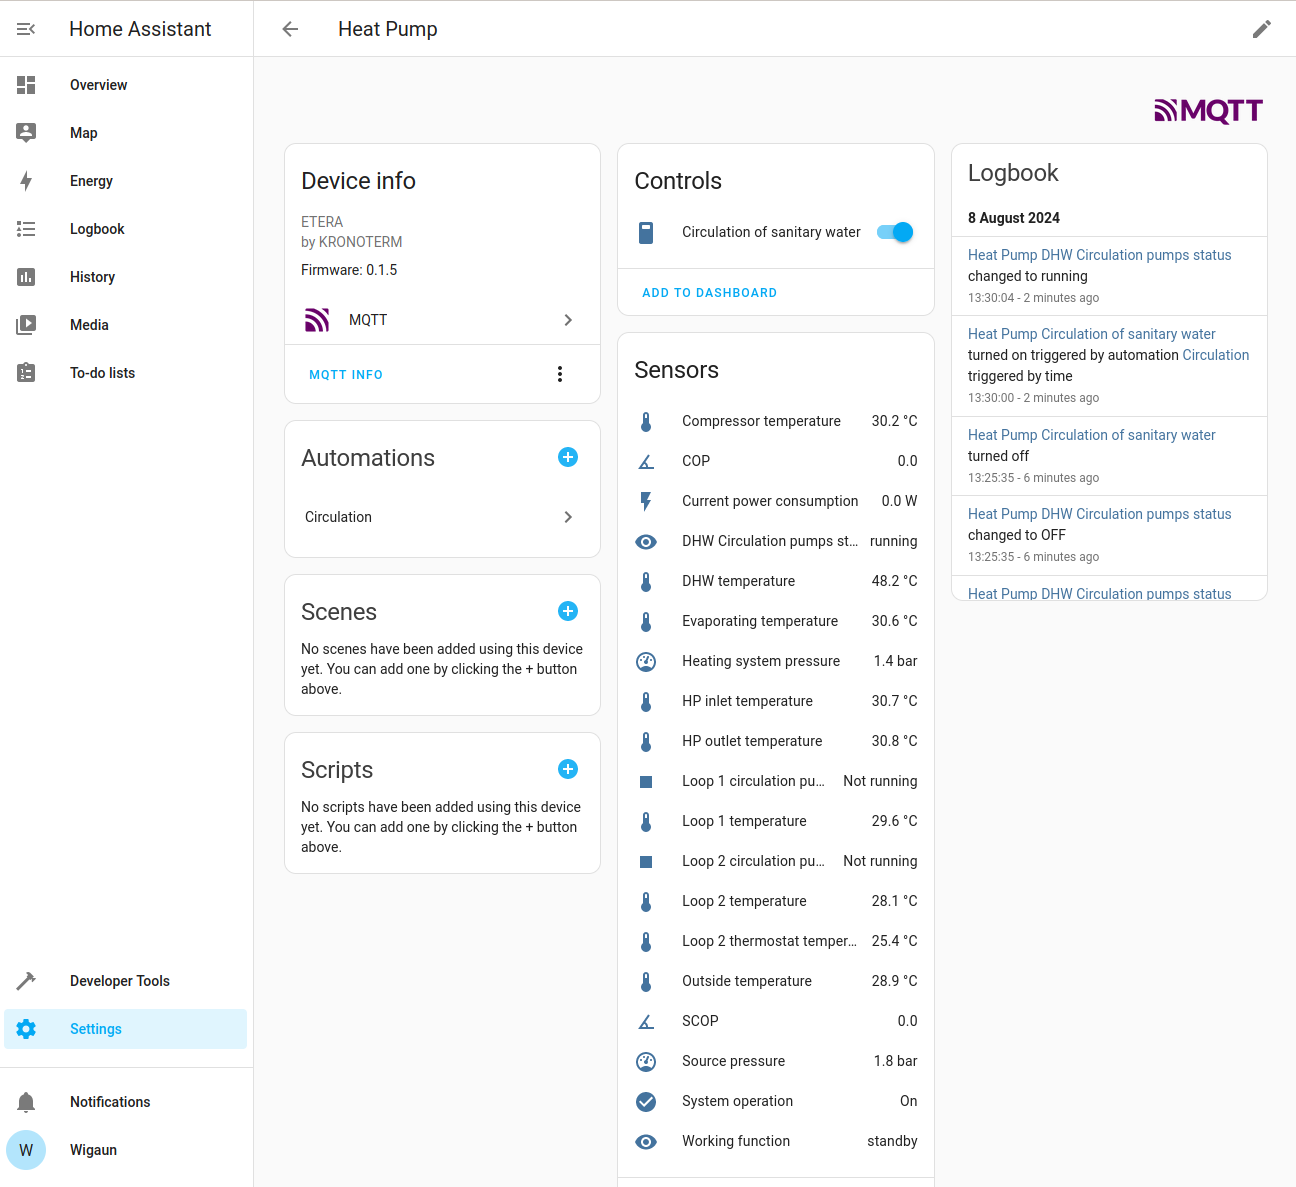 Home Assistant
Heat Pump
Overview
Map
Energy
Logbook
History
Media
To-do lists
Developer Tools
Settings
Notifications
W
Wigaun
MQTT
Device info
ETERA
by KRONOTERM
Firmware: 0.1.5
MQTT
MQTT INFO
Automations
Circulation
Scenes
No scenes have been added using this device
yet. You can add one by clicking the + button
above.
Scripts
No scripts have been added using this device
yet. You can add one by clicking the + button
above.
Controls
Circulation of sanitary water
ADD TO DASHBOARD
Sensors
Compressor temperature 30.2 °C
COP 0.0
Current power consumption 0.0 W
DHW Circulation pumps st... running
DHW temperature 48.2 °C
Evaporating temperature 30.6 °C
Heating system pressure 1.4 bar
HP inlet temperature 30.7 °C
HP outlet temperature 30.8 °C
Loop 1 circulation pu... Not running
Loop 1 temperature 29.6 °C
Loop 2 circulation pu... Not running
Loop 2 temperature 28.1 °C
Loop 2 thermostat temper... 25.4 °C
Outside temperature 28.9 °C
SCOP 0.0
Source pressure 1.8 bar
System operation On
Working function standby
Logbook
8 August 2024
Heat Pump DHW Circulation pumps status
changed to running
13:30:04 - 2 minutes ago
Heat Pump Circulation of sanitary water
turned on triggered by automation Circulation
triggered by time
13:30:00 - 2 minutes ago
Heat Pump Circulation of sanitary water
turned off
13:25:35 - 6 minutes ago
Heat Pump DHW Circulation pumps status
changed to OFF
13:25:35 - 6 minutes ago
Heat Pump DHW Circulation pumps status